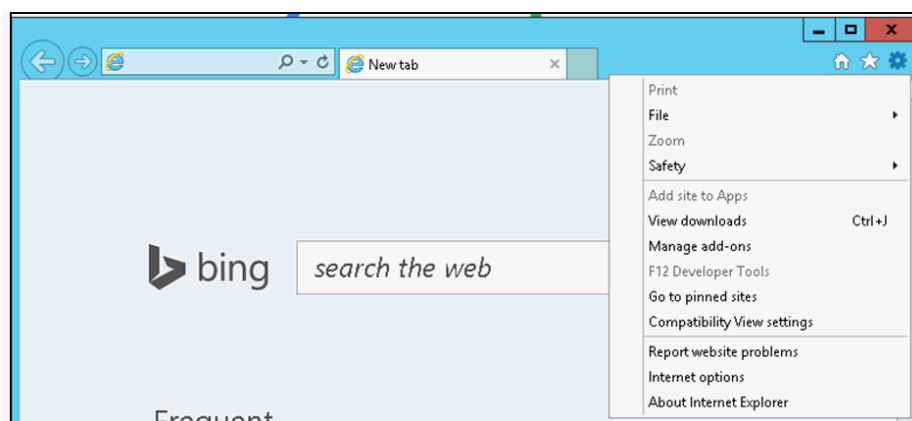 New tab
Print
File
Zoom
Safety
Add site to Apps
View downloads Ctrl+J
Manage add-ons
F12 Developer Tools
Go to pinned sites
Compatibility View settings
Report website problems
Internet options
About Internet Explorer
bing
search the web
Frequent